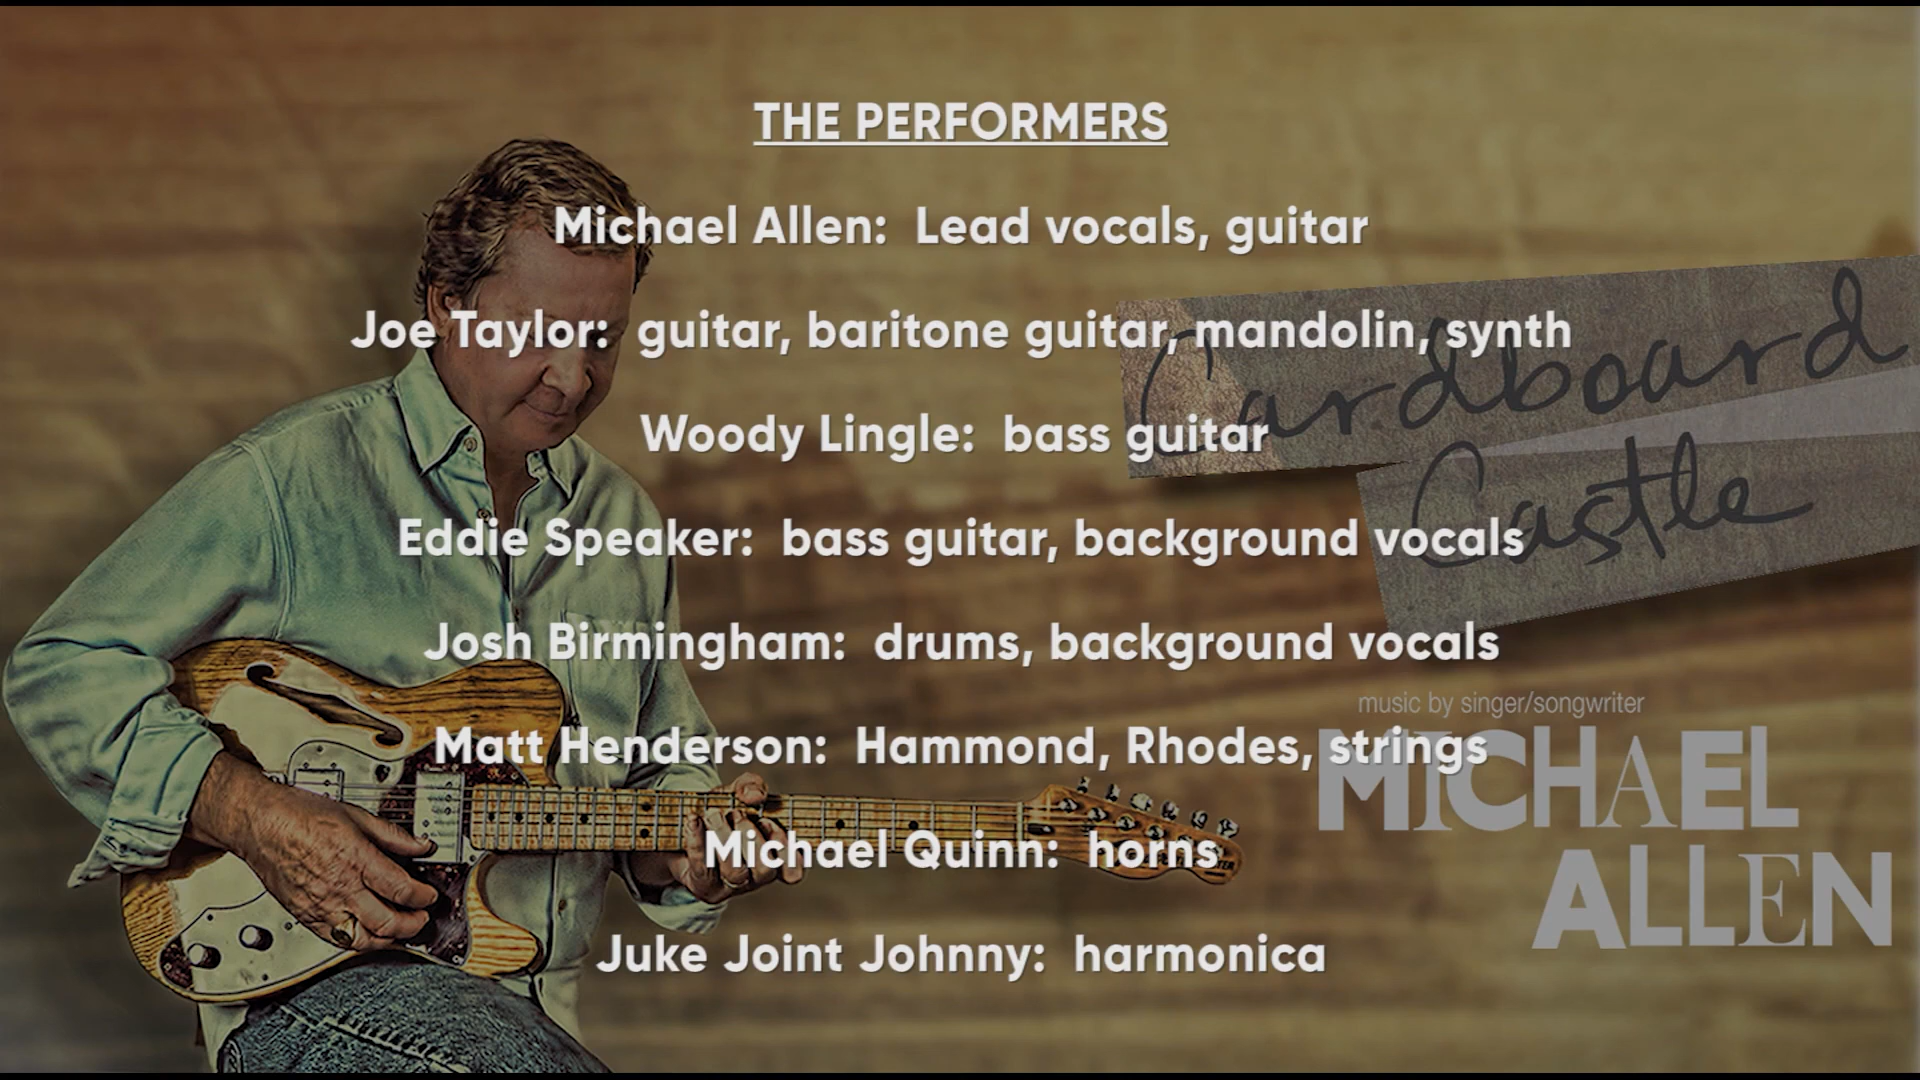 THE PERFORMERS
Michael Allen: Lead vocals, guitar
Joe Taylor: guitar, baritone guitar, mandolin, synth
Woody Lingle: bass guitar
Eddie Speaker: bass guitar, background vocals
Josh Birmingham: drums, background vocals
Matt Henderson: Hammond, Rhodes, strings
Michael Quinn: horns
Juke Joint Johnny: harmonica
Cardboard
Castle
music by singer/songwriter
MICHAEL
ALLEN